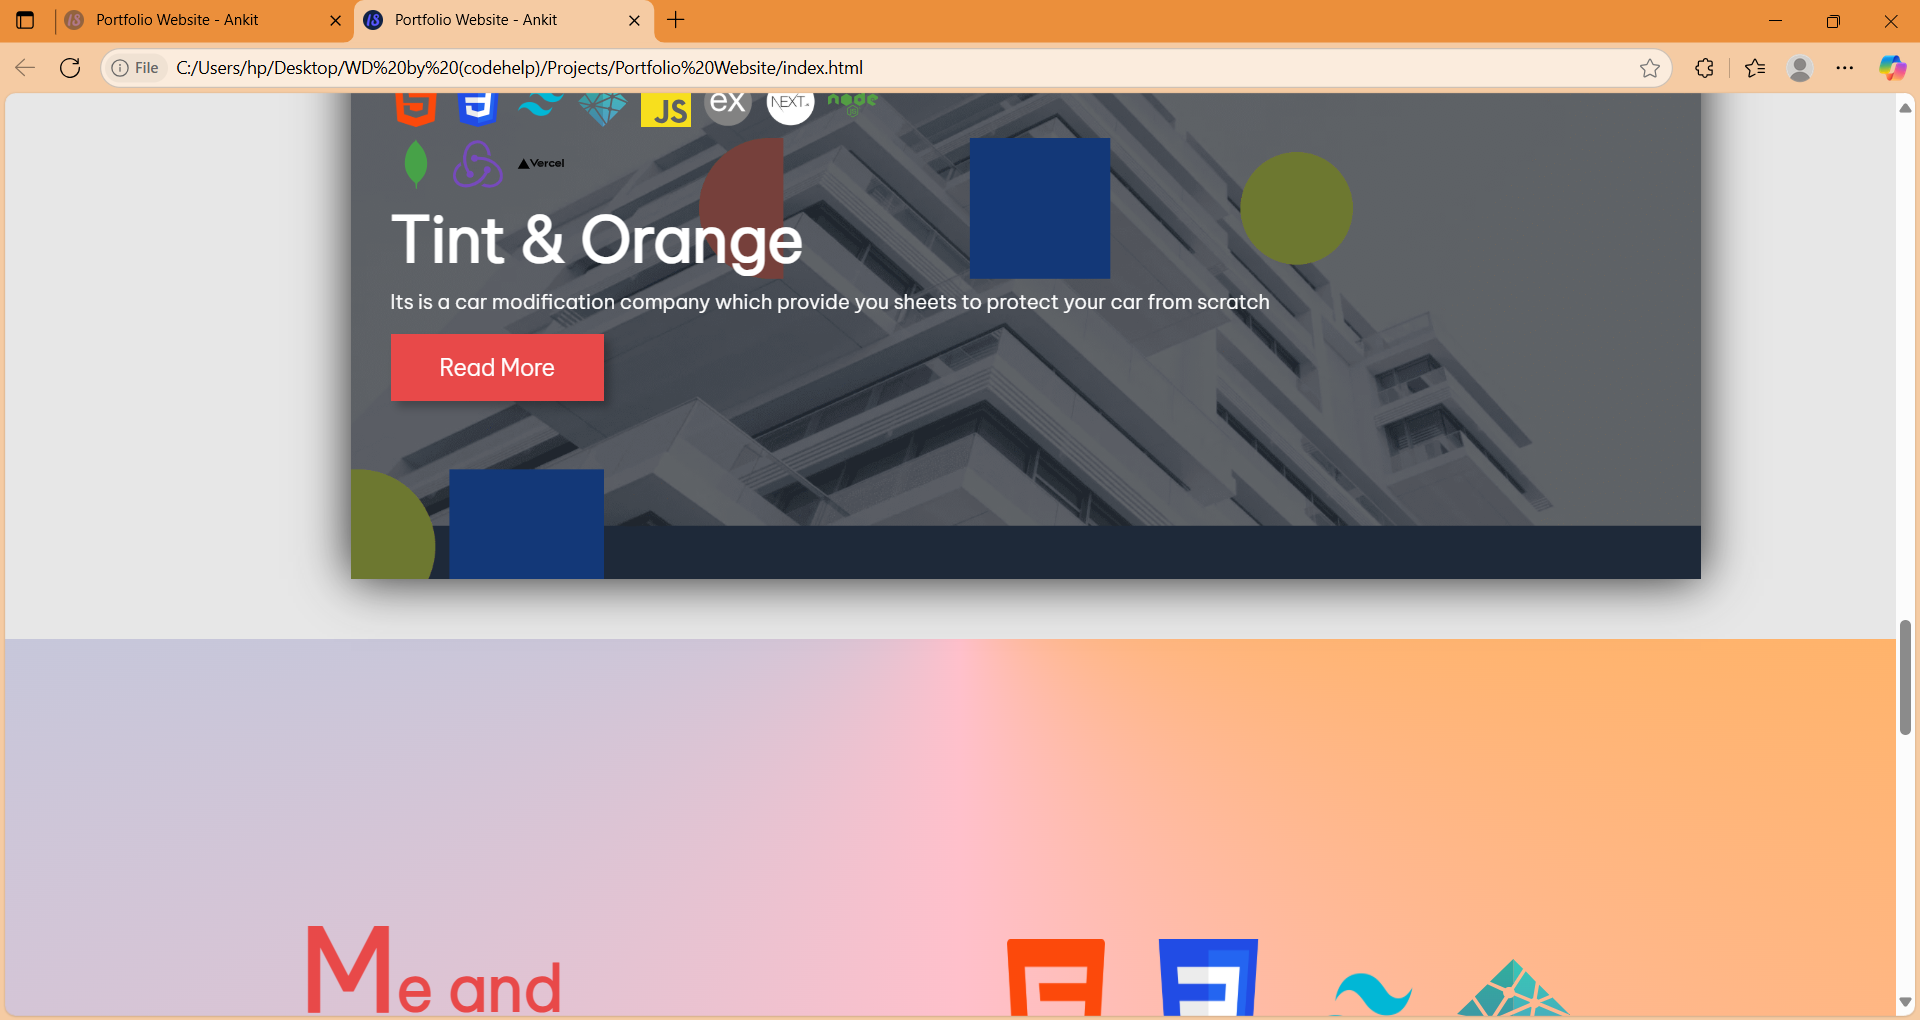 Portfolio Website - Ankit
Portfolio Website - Ankit
File C:/Users/hp/Desktop/WD%20by%20(codehelp)/Projects/Portfolio%20Website/index.html
JS ex NEXT. node
Vercel
Tint & Orange
Its is a car modification company which provide you sheets to protect your car from scratch
Read More
Me and